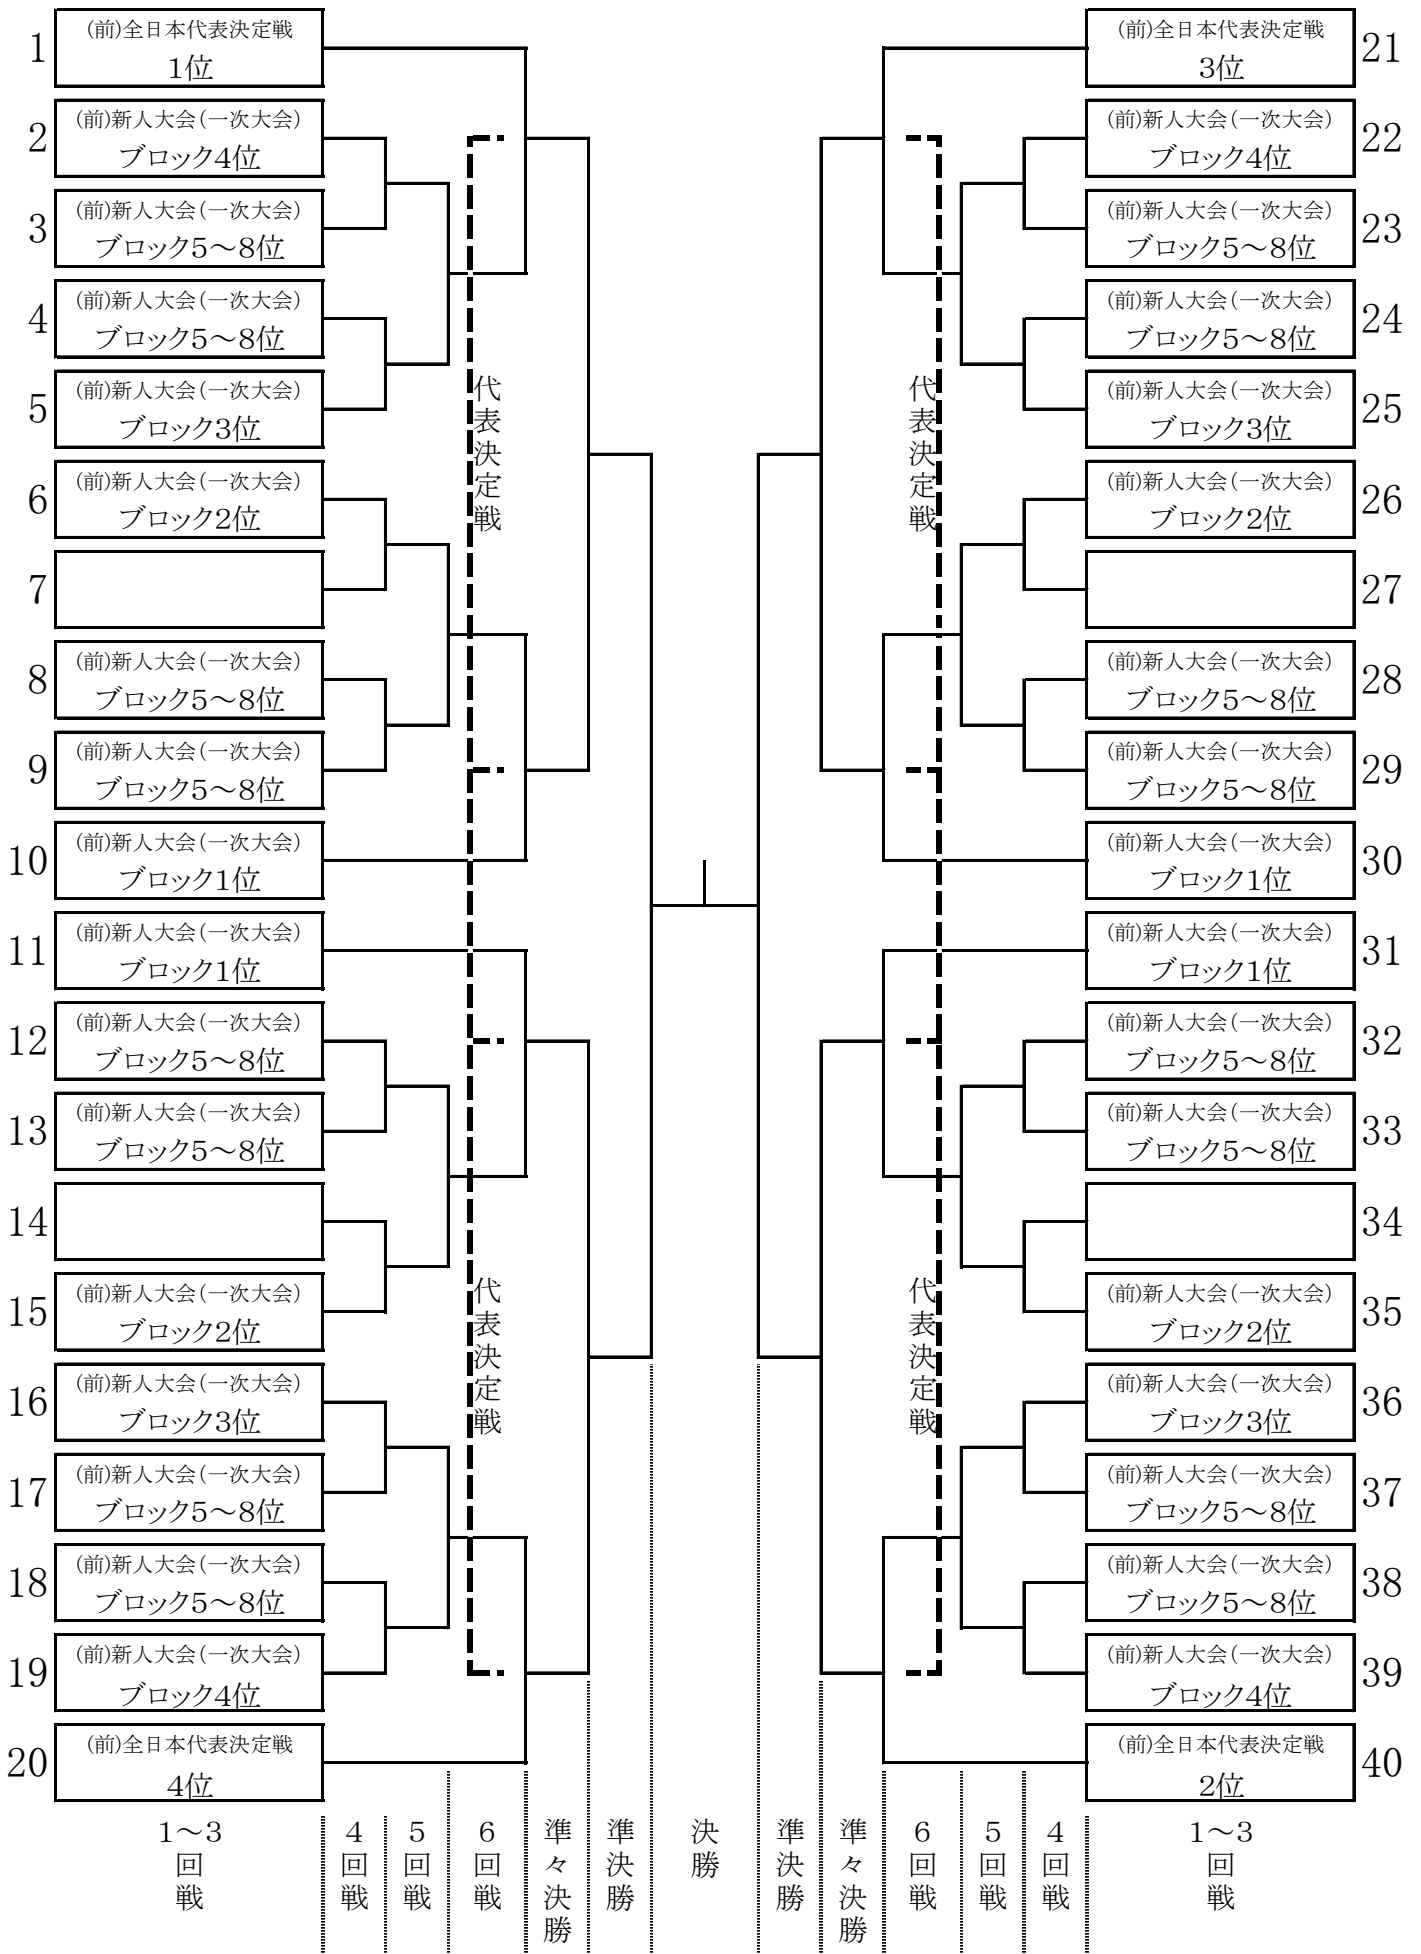 1
(前)全日本代表決定戦
1位
2
(前)新人大会(一次大会)
ブロック4位
3
(前)新人大会(一次大会)
ブロック5～8位
4
(前)新人大会(一次大会)
ブロック5～8位
5
(前)新人大会(一次大会)
ブロック3位
6
(前)新人大会(一次大会)
ブロック2位
7
8
(前)新人大会(一次大会)
ブロック5～8位
9
(前)新人大会(一次大会)
ブロック5～8位
10
(前)新人大会(一次大会)
ブロック1位
11
(前)新人大会(一次大会)
ブロック1位
12
(前)新人大会(一次大会)
ブロック5～8位
13
(前)新人大会(一次大会)
ブロック5～8位
14
15
(前)新人大会(一次大会)
ブロック2位
16
(前)新人大会(一次大会)
ブロック3位
17
(前)新人大会(一次大会)
ブロック5～8位
18
(前)新人大会(一次大会)
ブロック5～8位
19
(前)新人大会(一次大会)
ブロック4位
20
(前)全日本代表決定戦
4位
代表決定戦
代表決定戦
代表決定戦
代表決定戦
(前)全日本代表決定戦
3位
21
(前)新人大会(一次大会)
ブロック4位
22
(前)新人大会(一次大会)
ブロック5～8位
23
(前)新人大会(一次大会)
ブロック5～8位
24
(前)新人大会(一次大会)
ブロック3位
25
(前)新人大会(一次大会)
ブロック2位
26
27
(前)新人大会(一次大会)
ブロック5～8位
28
(前)新人大会(一次大会)
ブロック5～8位
29
(前)新人大会(一次大会)
ブロック1位
30
(前)新人大会(一次大会)
ブロック1位
31
(前)新人大会(一次大会)
ブロック5～8位
32
(前)新人大会(一次大会)
ブロック5～8位
33
34
(前)新人大会(一次大会)
ブロック2位
35
(前)新人大会(一次大会)
ブロック3位
36
(前)新人大会(一次大会)
ブロック5～8位
37
(前)新人大会(一次大会)
ブロック5～8位
38
(前)新人大会(一次大会)
ブロック4位
39
(前)全日本代表決定戦
2位
40
1～3回戦
4回戦
5回戦
6回戦
準々決勝
準決勝
決勝
準決勝
準々決勝
6回戦
5回戦
4回戦
1～3回戦